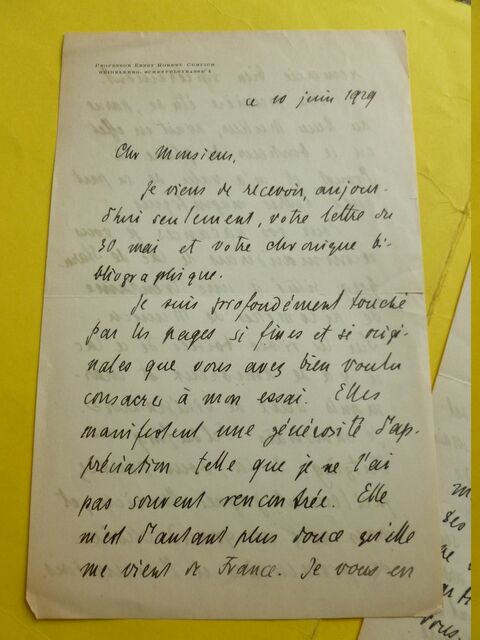 PROFESSOR ERNST ROBERT CURTIUS
HEIDELBERG, SCHEFFELSTRASSE 4
ce 10 juin 1929
Cher Monsieur,
Je viens de recevoir, aujour-
d'hui seulement, votre lettre du
30 mai et votre chronique bi-
bliographique.
Je suis profondément touché
par les pages si fines et si origi-
nales que vous avez bien voulu
consacrer à mon essai. Elles
manifestent une générosité d'ap-
préciation telle que je ne l'ai
pas souvent rencontrée. Elle
m'est d'autant plus douce qu'elle
me vient de France. Je vous en